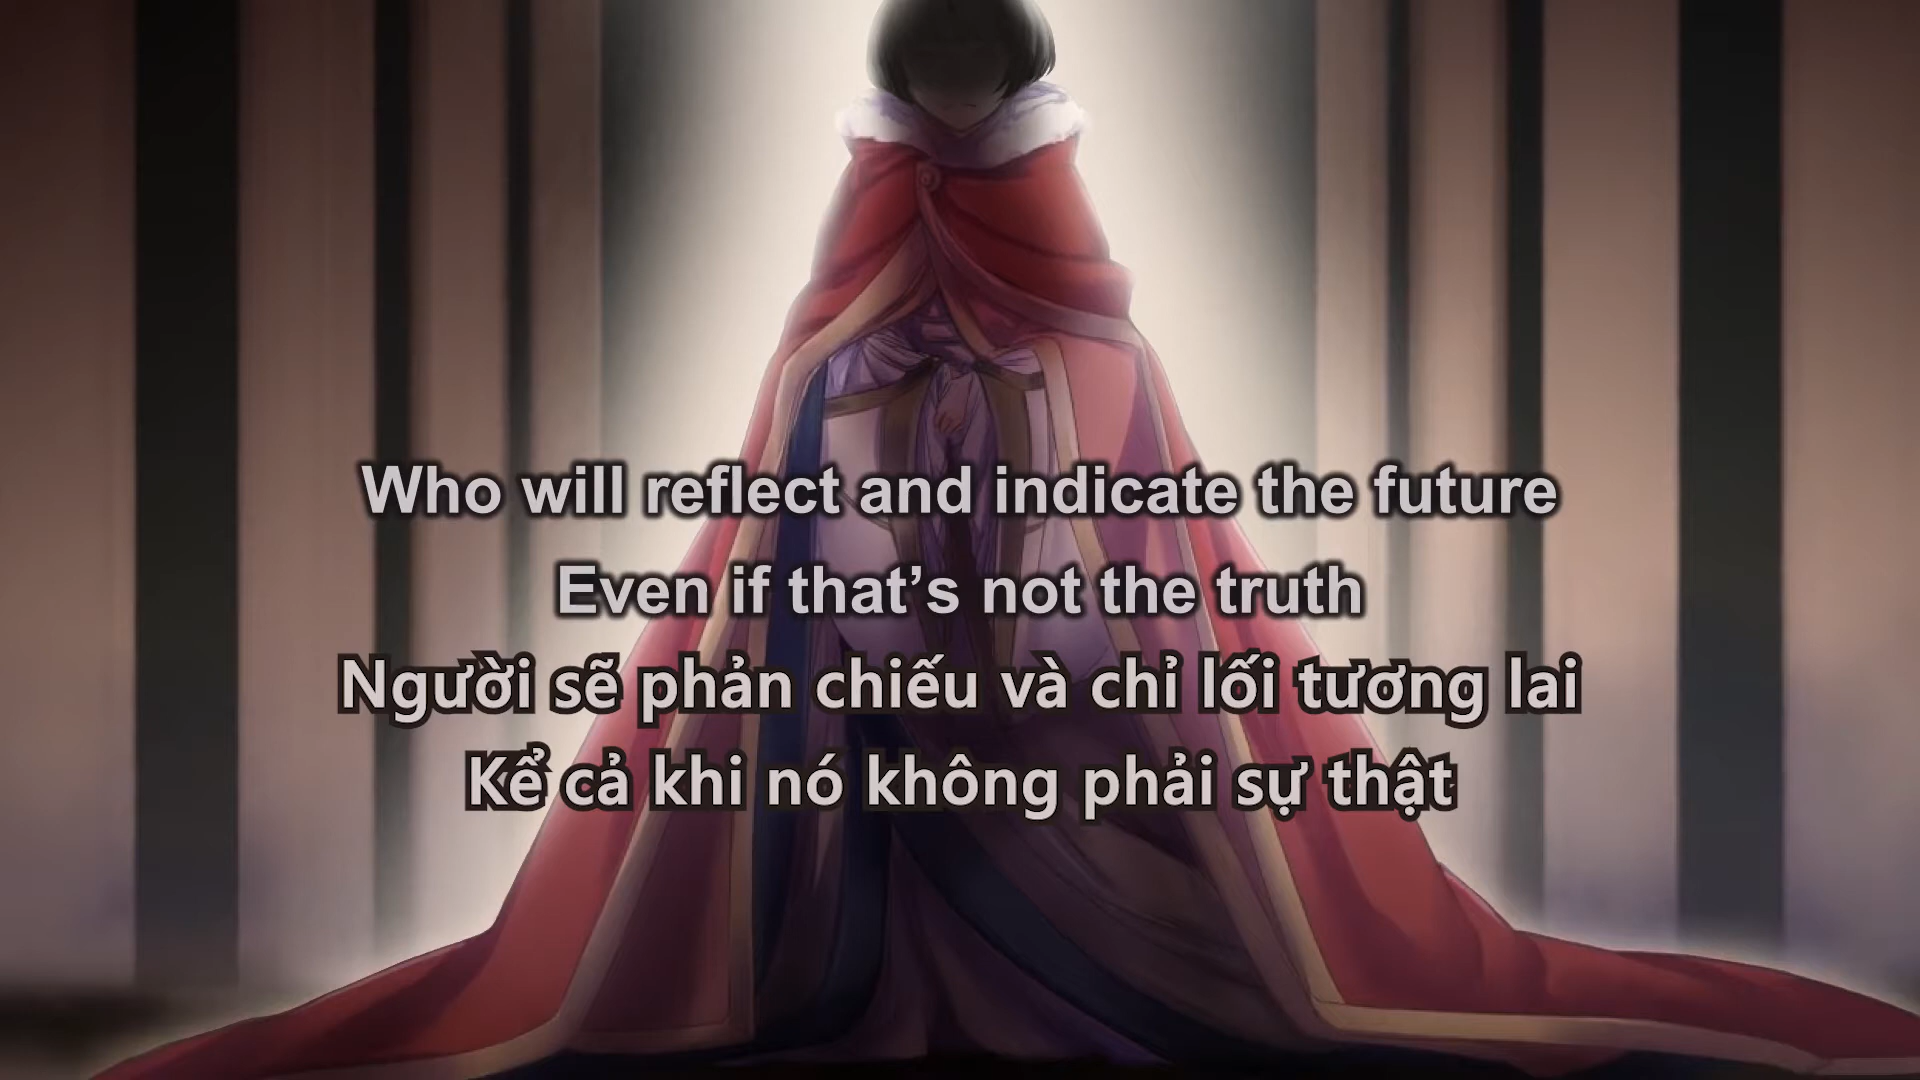 Who will reflect and indicate the future
Even if that’s not the truth
Người sẽ phản chiếu và chỉ lối tương lai
Kể cả khi nó không phải sự thật